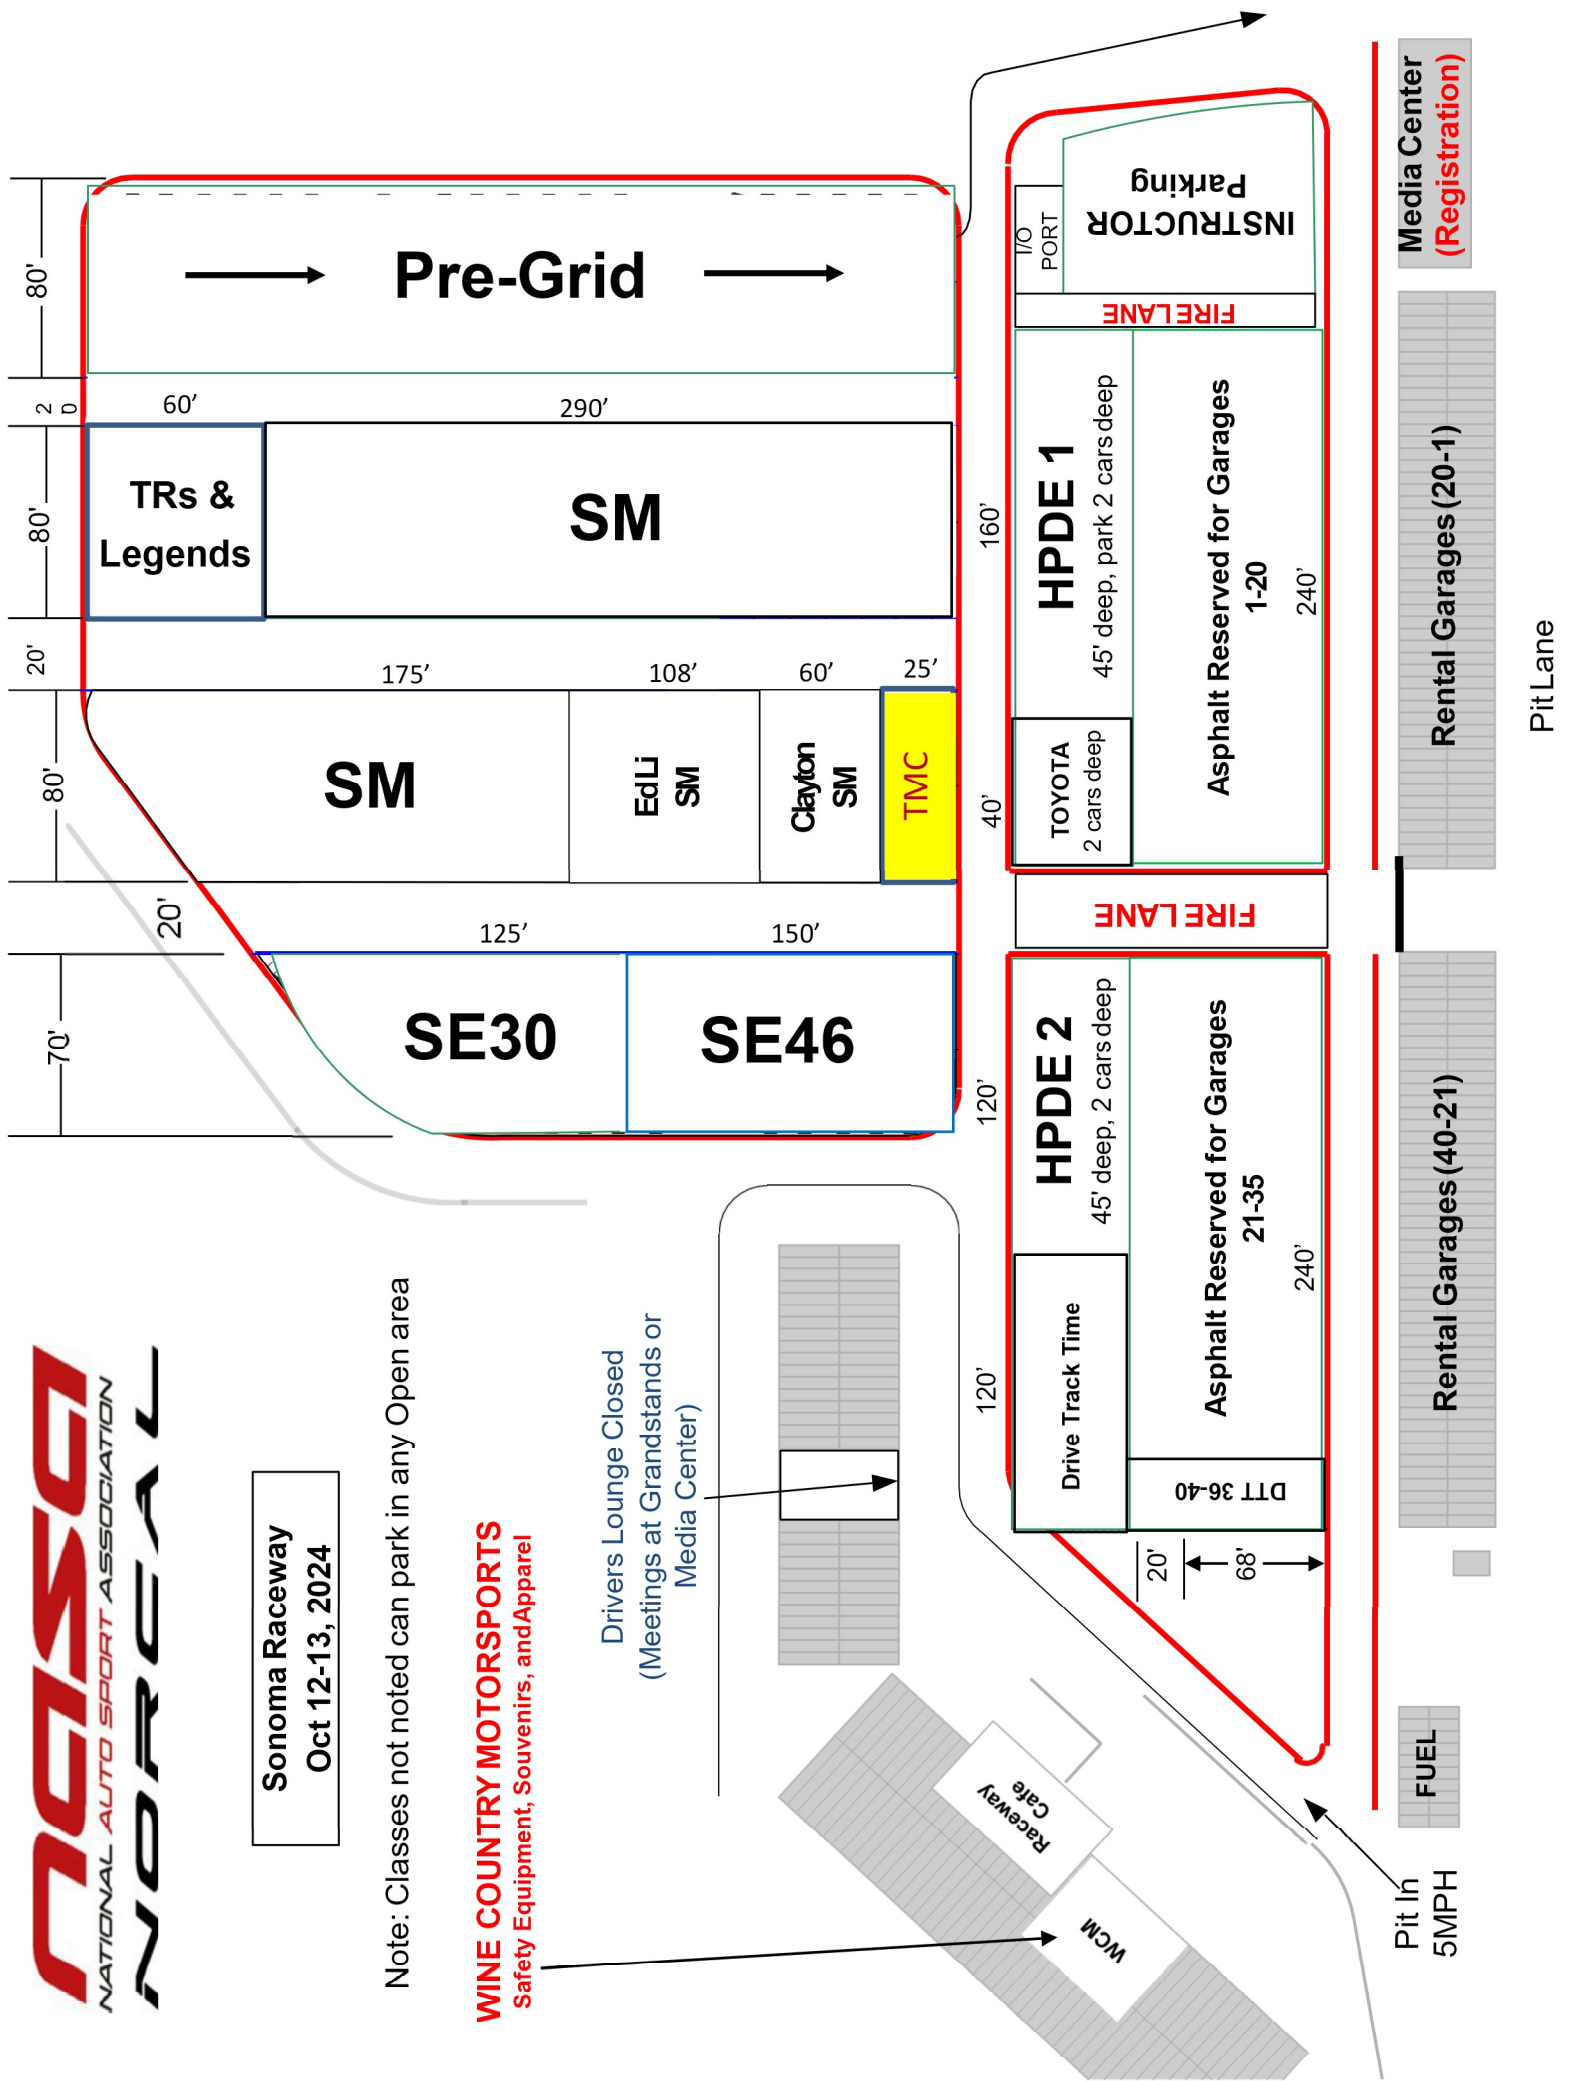 nasa
NATIONAL AUTO SPORT ASSOCIATION
NORCAL
Sonoma Raceway
Oct 12-13, 2024
Note: Classes not noted can park in any Open area
WINE COUNTRY MOTORSPORTS
Safety Equipment, Souvenirs, and Apparel
Drivers Lounge Closed
(Meetings at Grandstands or
Media Center)
80'
20
80'
20'
80'
20'
70'
Pre-Grid
60'
290'
TRs &
Legends
SM
175'
108'
60'
25'
SM
Ed Li
SM
Clayton
SM
TMC
125'
150'
SE30
SE46
160'
40'
120'
120'
I/O
PORT
INSTRUCTOR
Parking
FIRE LANE
HPDE 1
45' deep, park 2 cars deep
Asphalt Reserved for Garages
1-20
240'
TOYOTA
2 cars deep
FIRE LANE
HPDE 2
45' deep, 2 cars deep
Asphalt Reserved for Garages
21-35
240'
Drive Track Time
DTT 36-40
20'
68'
Media Center
(Registration)
Rental Garages (20-1)
Pit Lane
Rental Garages (40-21)
FUEL
Raceway
Cafe
WCM
Pit In
5MPH